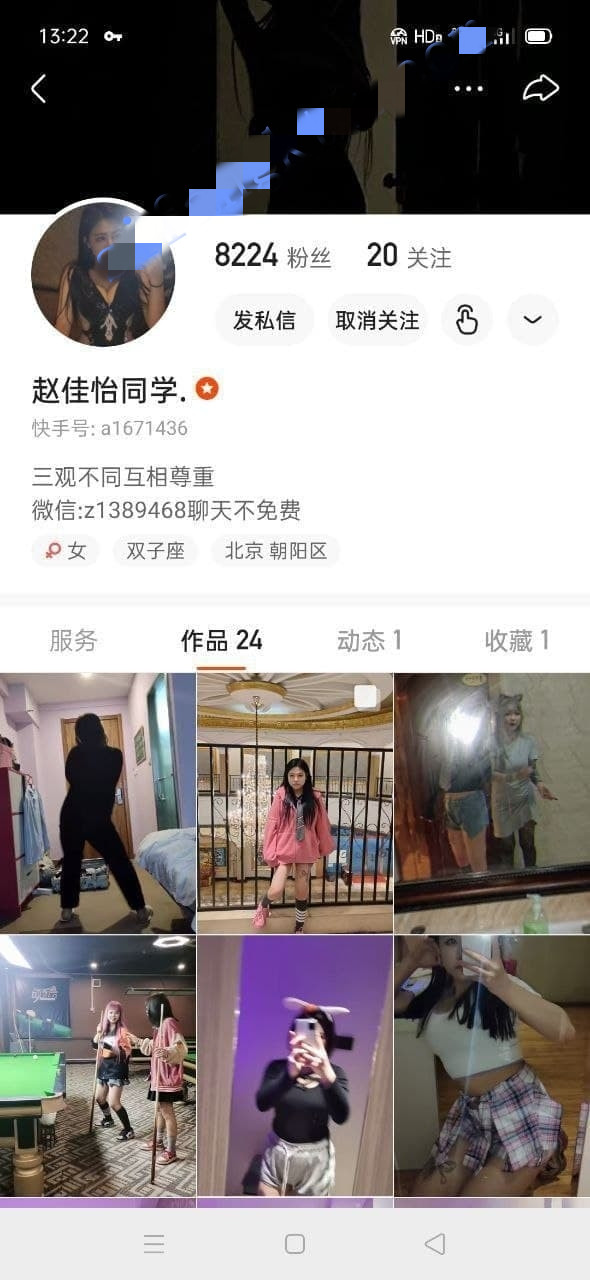 13:22
VPN HD
8224 粉丝 20 关注
发私信 取消关注
赵佳怡同学.
快手号: a1671436
三观不同互相尊重
微信:z1389468聊天不免费
女 双子座 北京 朝阳区
服务 作品 24 动态 1 收藏 1